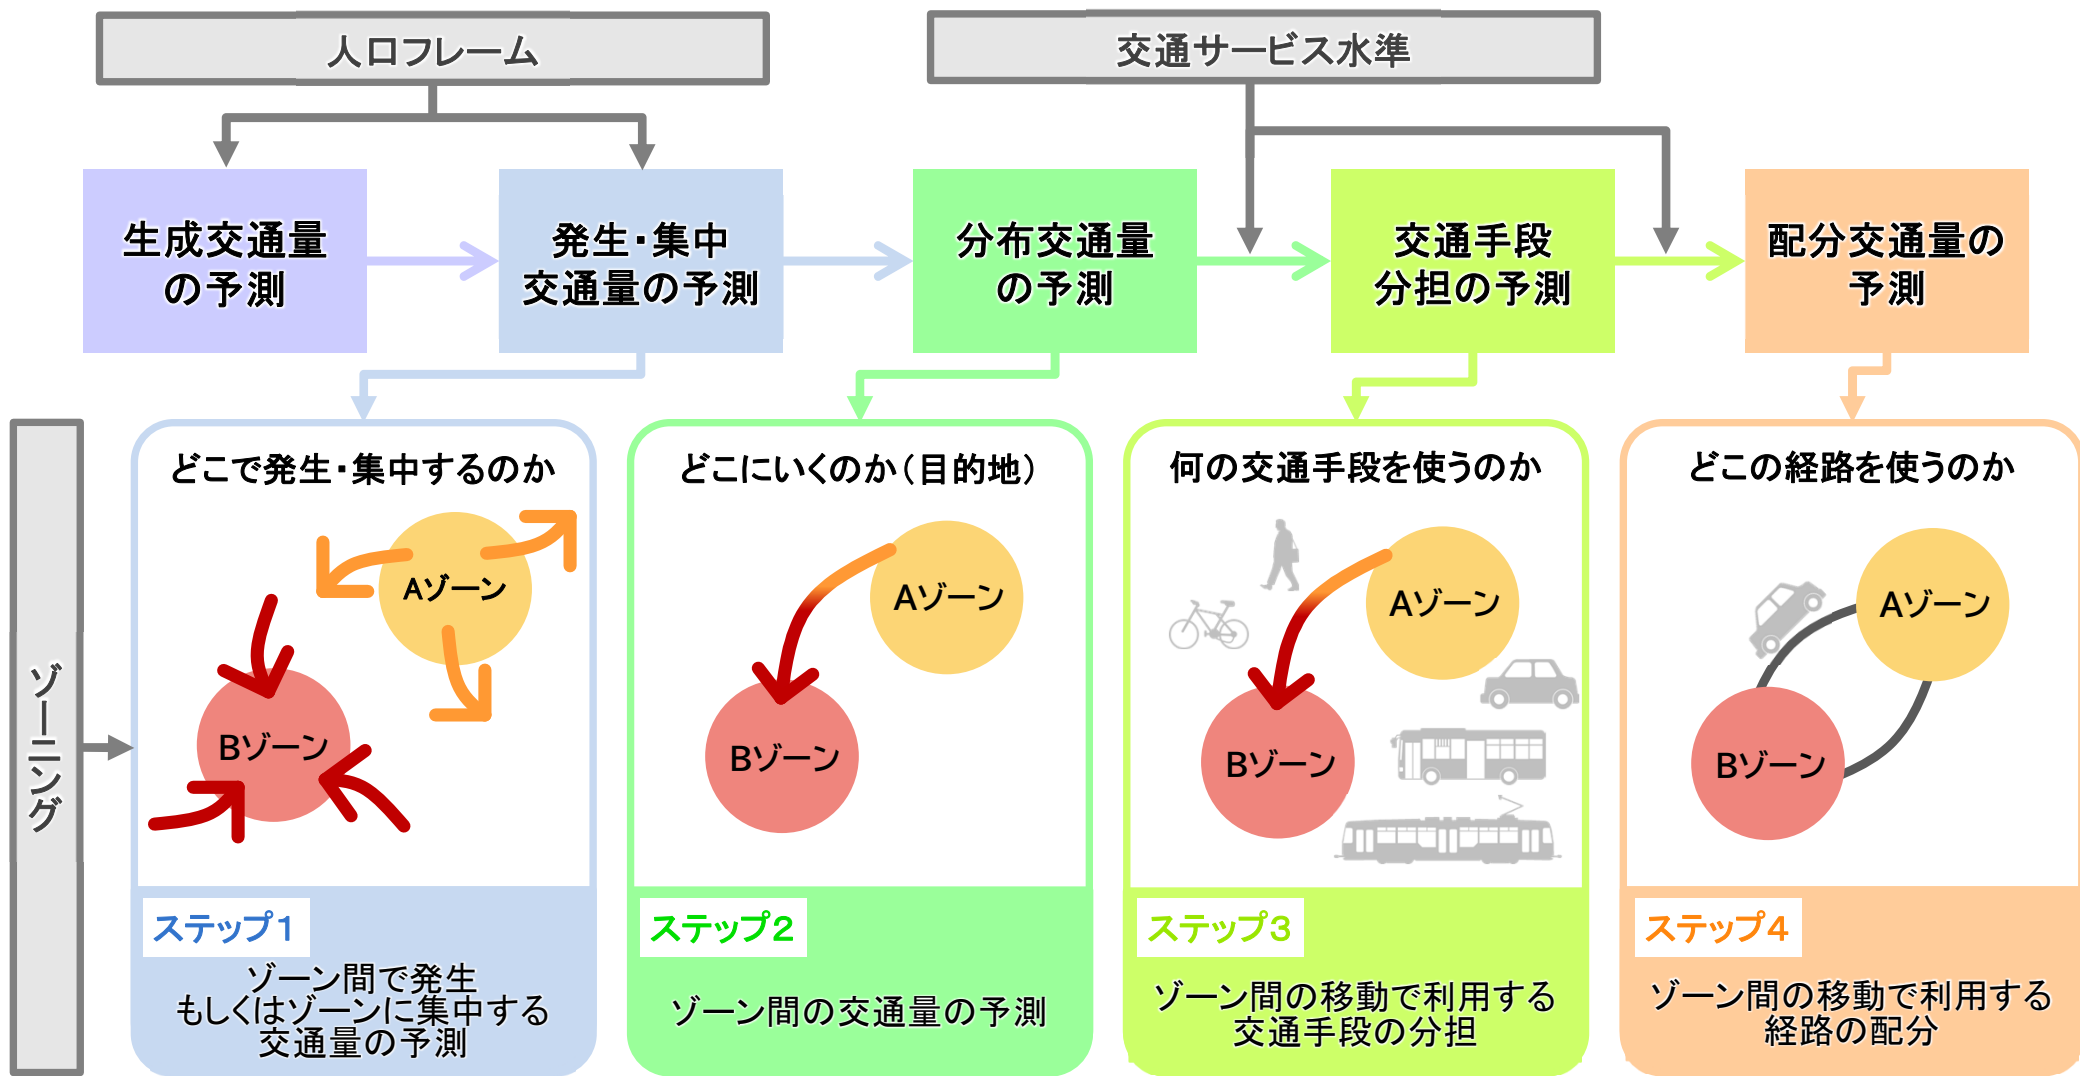 人口フレーム
交通サービス水準
生成交通量
の予測
発生・集中
交通量の予測
分布交通量
の予測
交通手段
分担の予測
配分交通量の
予測
ゾーニング
どこで発生・集中するのか
Aゾーン
Bゾーン
ステップ1
ゾーン間で発生
もしくはゾーンに集中する
交通量の予測
どこにいくのか（目的地）
Aゾーン
Bゾーン
ステップ2
ゾーン間の交通量の予測
何の交通手段を使うのか
Aゾーン
Bゾーン
ステップ3
ゾーン間の移動で利用する
交通手段の分担
どこの経路を使うのか
Aゾーン
Bゾーン
ステップ4
ゾーン間の移動で利用する
経路の配分